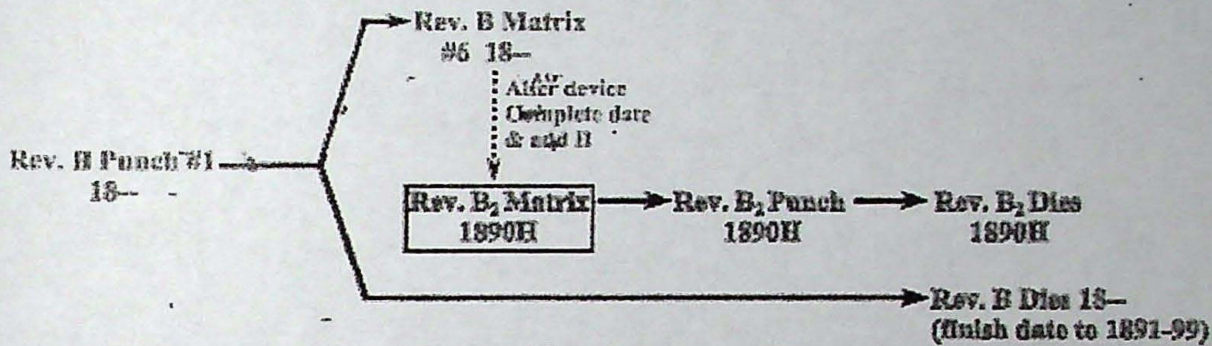 Rev. B Matrix
#6 18–
Alter device
Complete date
& add H
Rev. B Punch #1
18–
Rev. B₂ Matrix
1890H
Rev. B₂ Punch
1890H
Rev. B₂ Dies
1890H
Rev. B Dies 18–
(finish date to 1891-99)